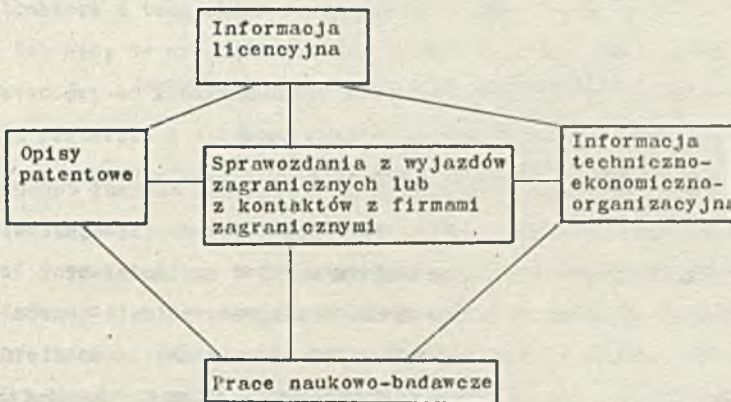 Informacja
licencyjna
Opisy
patentowe
Sprawozdania z wyjazdów
zagranicznych lub
z kontaktów z firmami
zagranicznymi
Informacja
techniczno-
ekonomiczno-
organizacyjna
Prace naukowo-badawcze